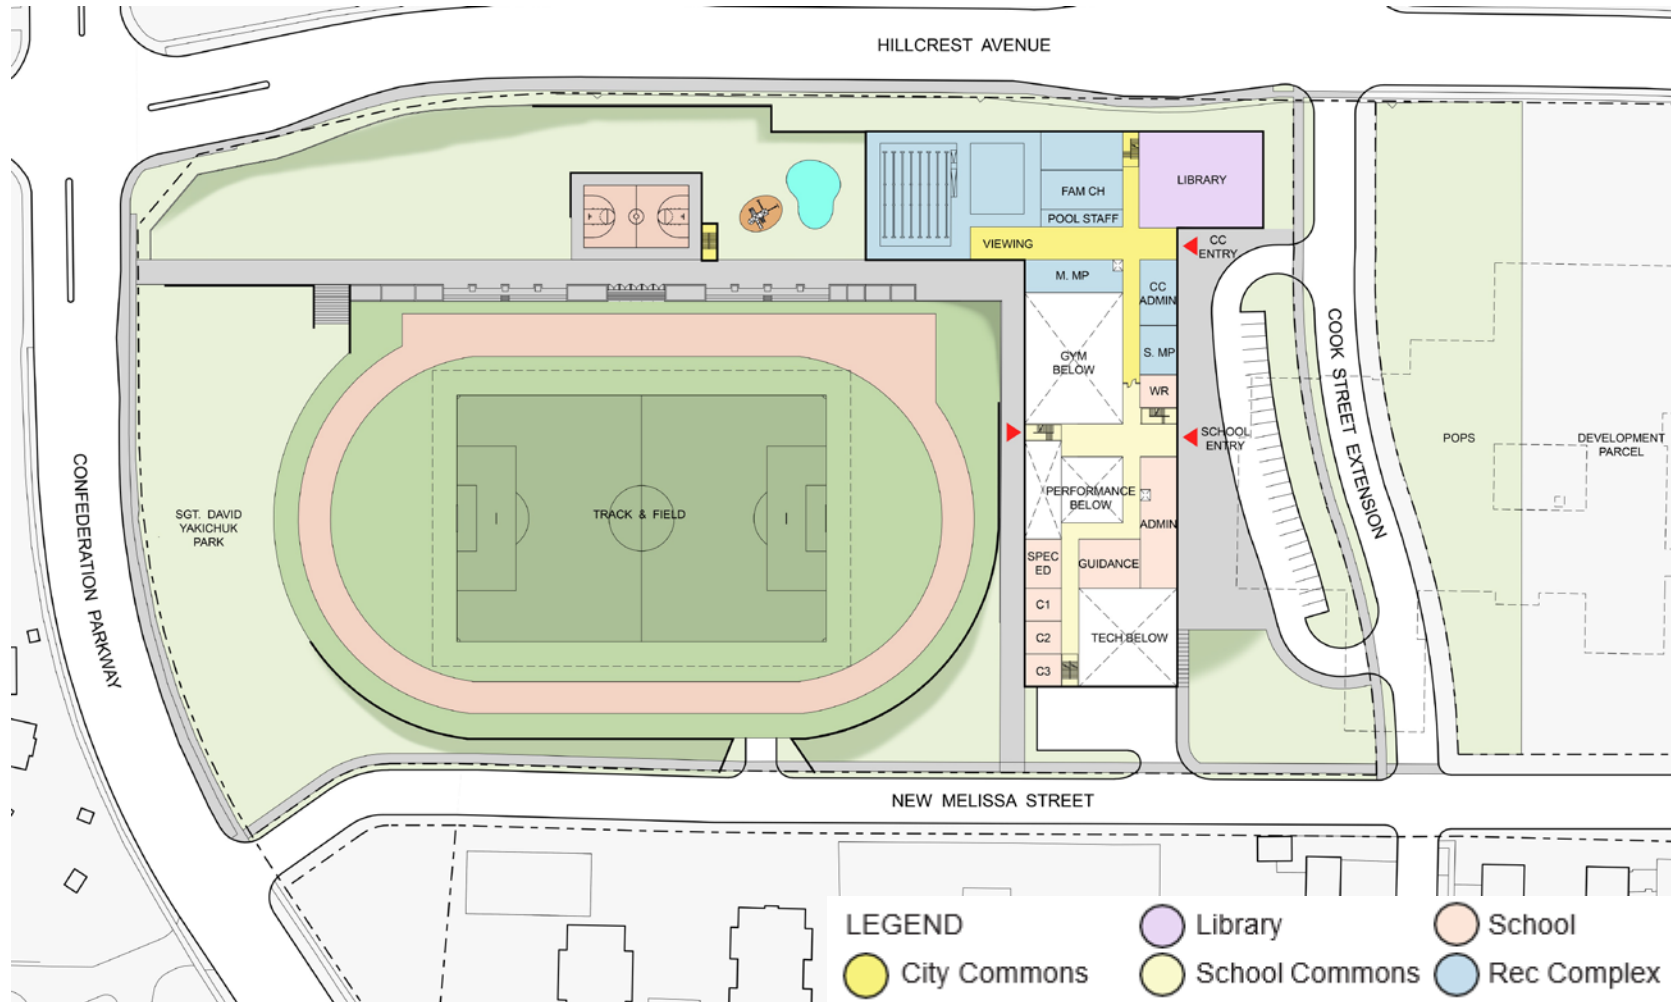 HILLCREST AVENUE
LIBRARY
FAM CH
POOL STAFF
VIEWING
CC
ENTRY
M. MP
CC
ADMIN
GYM
BELOW
S. MP
WR
SCHOOL
ENTRY
COOK STREET EXTENSION
POPS
DEVELOPMENT
PARCEL
CONFEDERATION PARKWAY
SGT. DAVID
YAKICHUK
PARK
TRACK & FIELD
PERFORMANCE
BELOW
ADMIN
SPEC
ED
GUIDANCE
C1
C2
TECH BELOW
C3
NEW MELISSA STREET
LEGEND
Library
School
City Commons
School Commons
Rec Complex